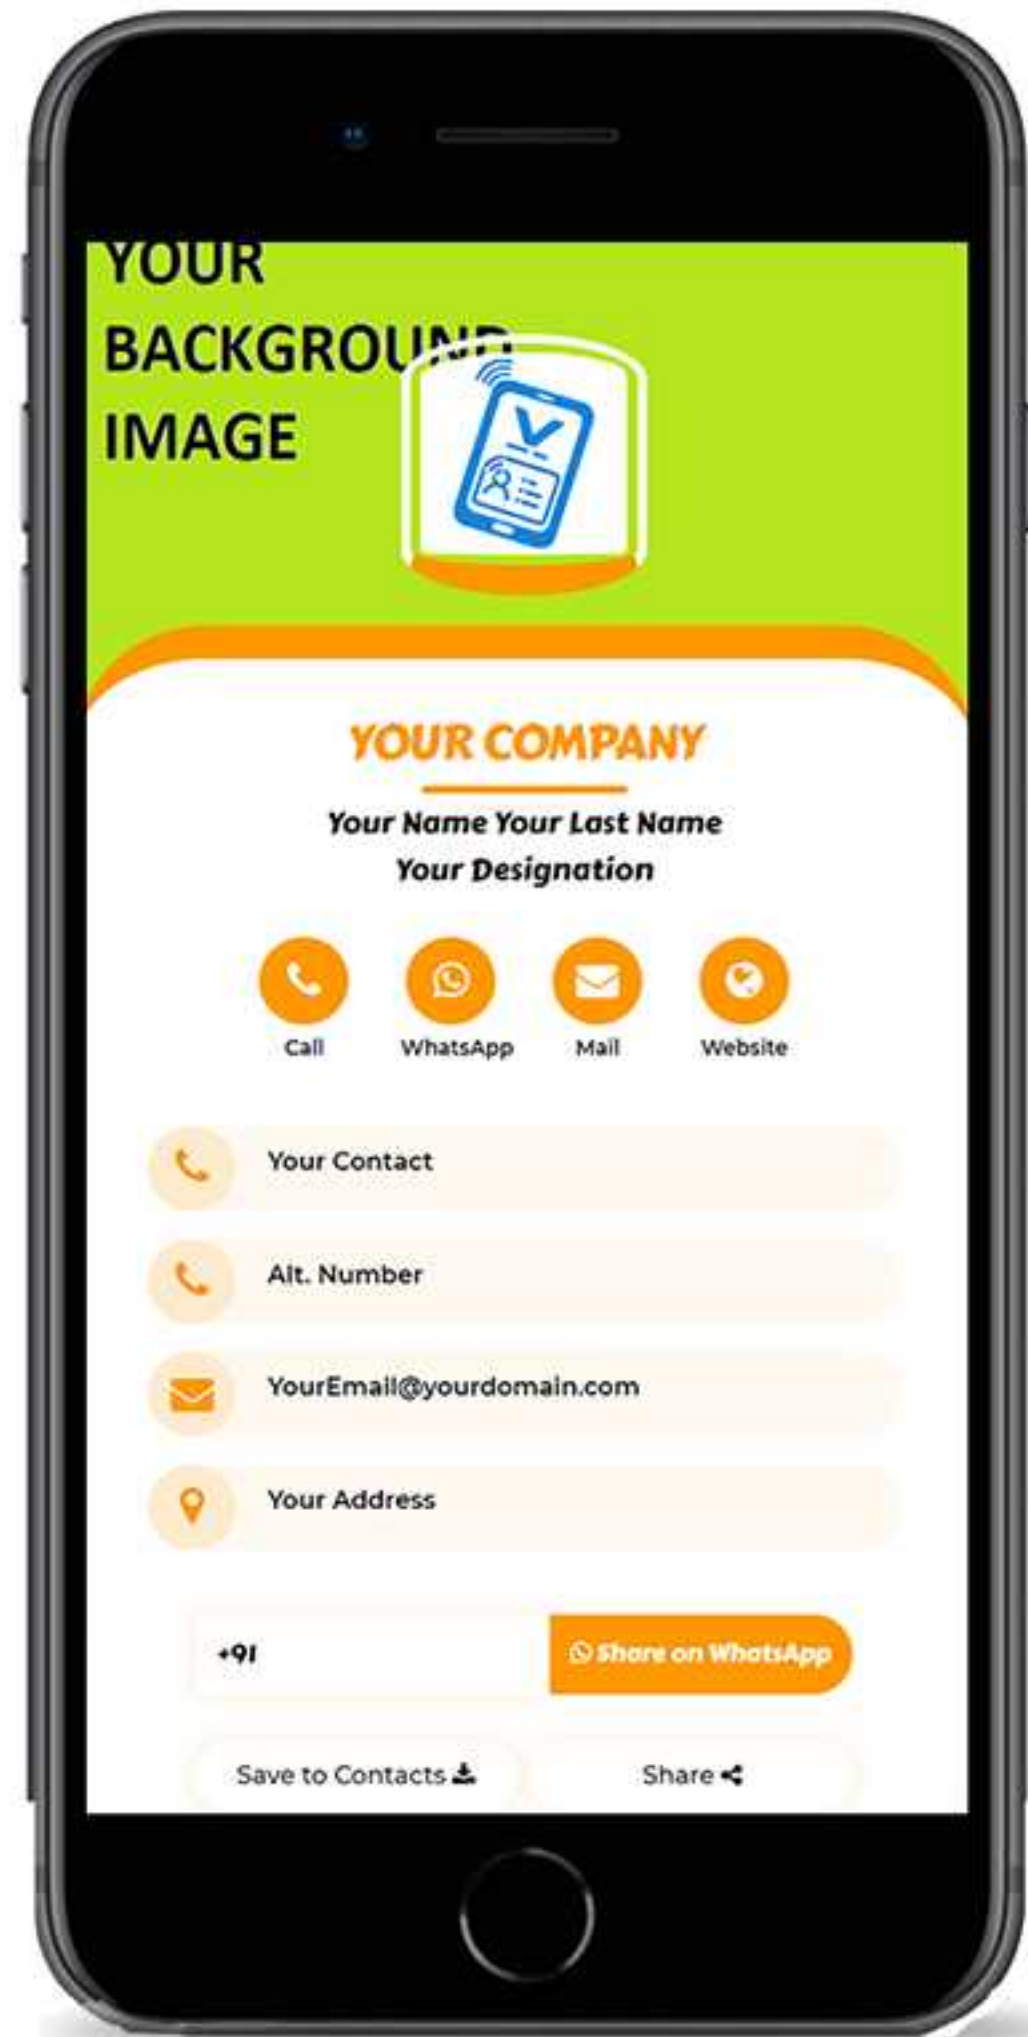 YOUR
BACKGROUND
IMAGE
YOUR COMPANY
Your Name Your Last Name
Your Designation
Call WhatsApp Mail Website
Your Contact
Alt. Number
YourEmail@yourdomain.com
Your Address
+91 Share on WhatsApp
Save to Contacts Share